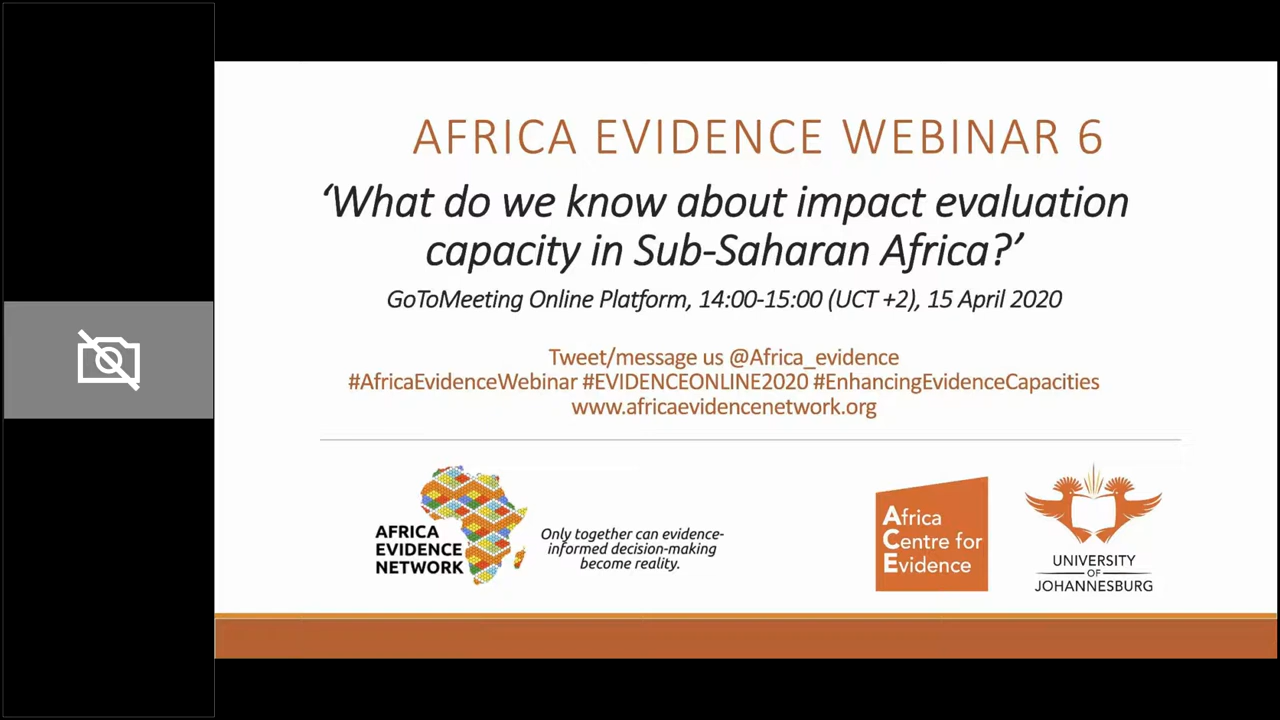 AFRICA EVIDENCE WEBINAR 6
‘What do we know about impact evaluation
capacity in Sub-Saharan Africa?’
GoToMeeting Online Platform, 14:00-15:00 (UCT +2), 15 April 2020
Tweet/message us @Africa_evidence
#AfricaEvidenceWebinar #EVIDENCEONLINE2020 #EnhancingEvidenceCapacities
www.africaevidencenetwork.org
AFRICA
EVIDENCE
NETWORK
Only together can evidence-
informed decision-making
become reality.
Africa
Centre for
Evidence
UNIVERSITY
OF
JOHANNESBURG